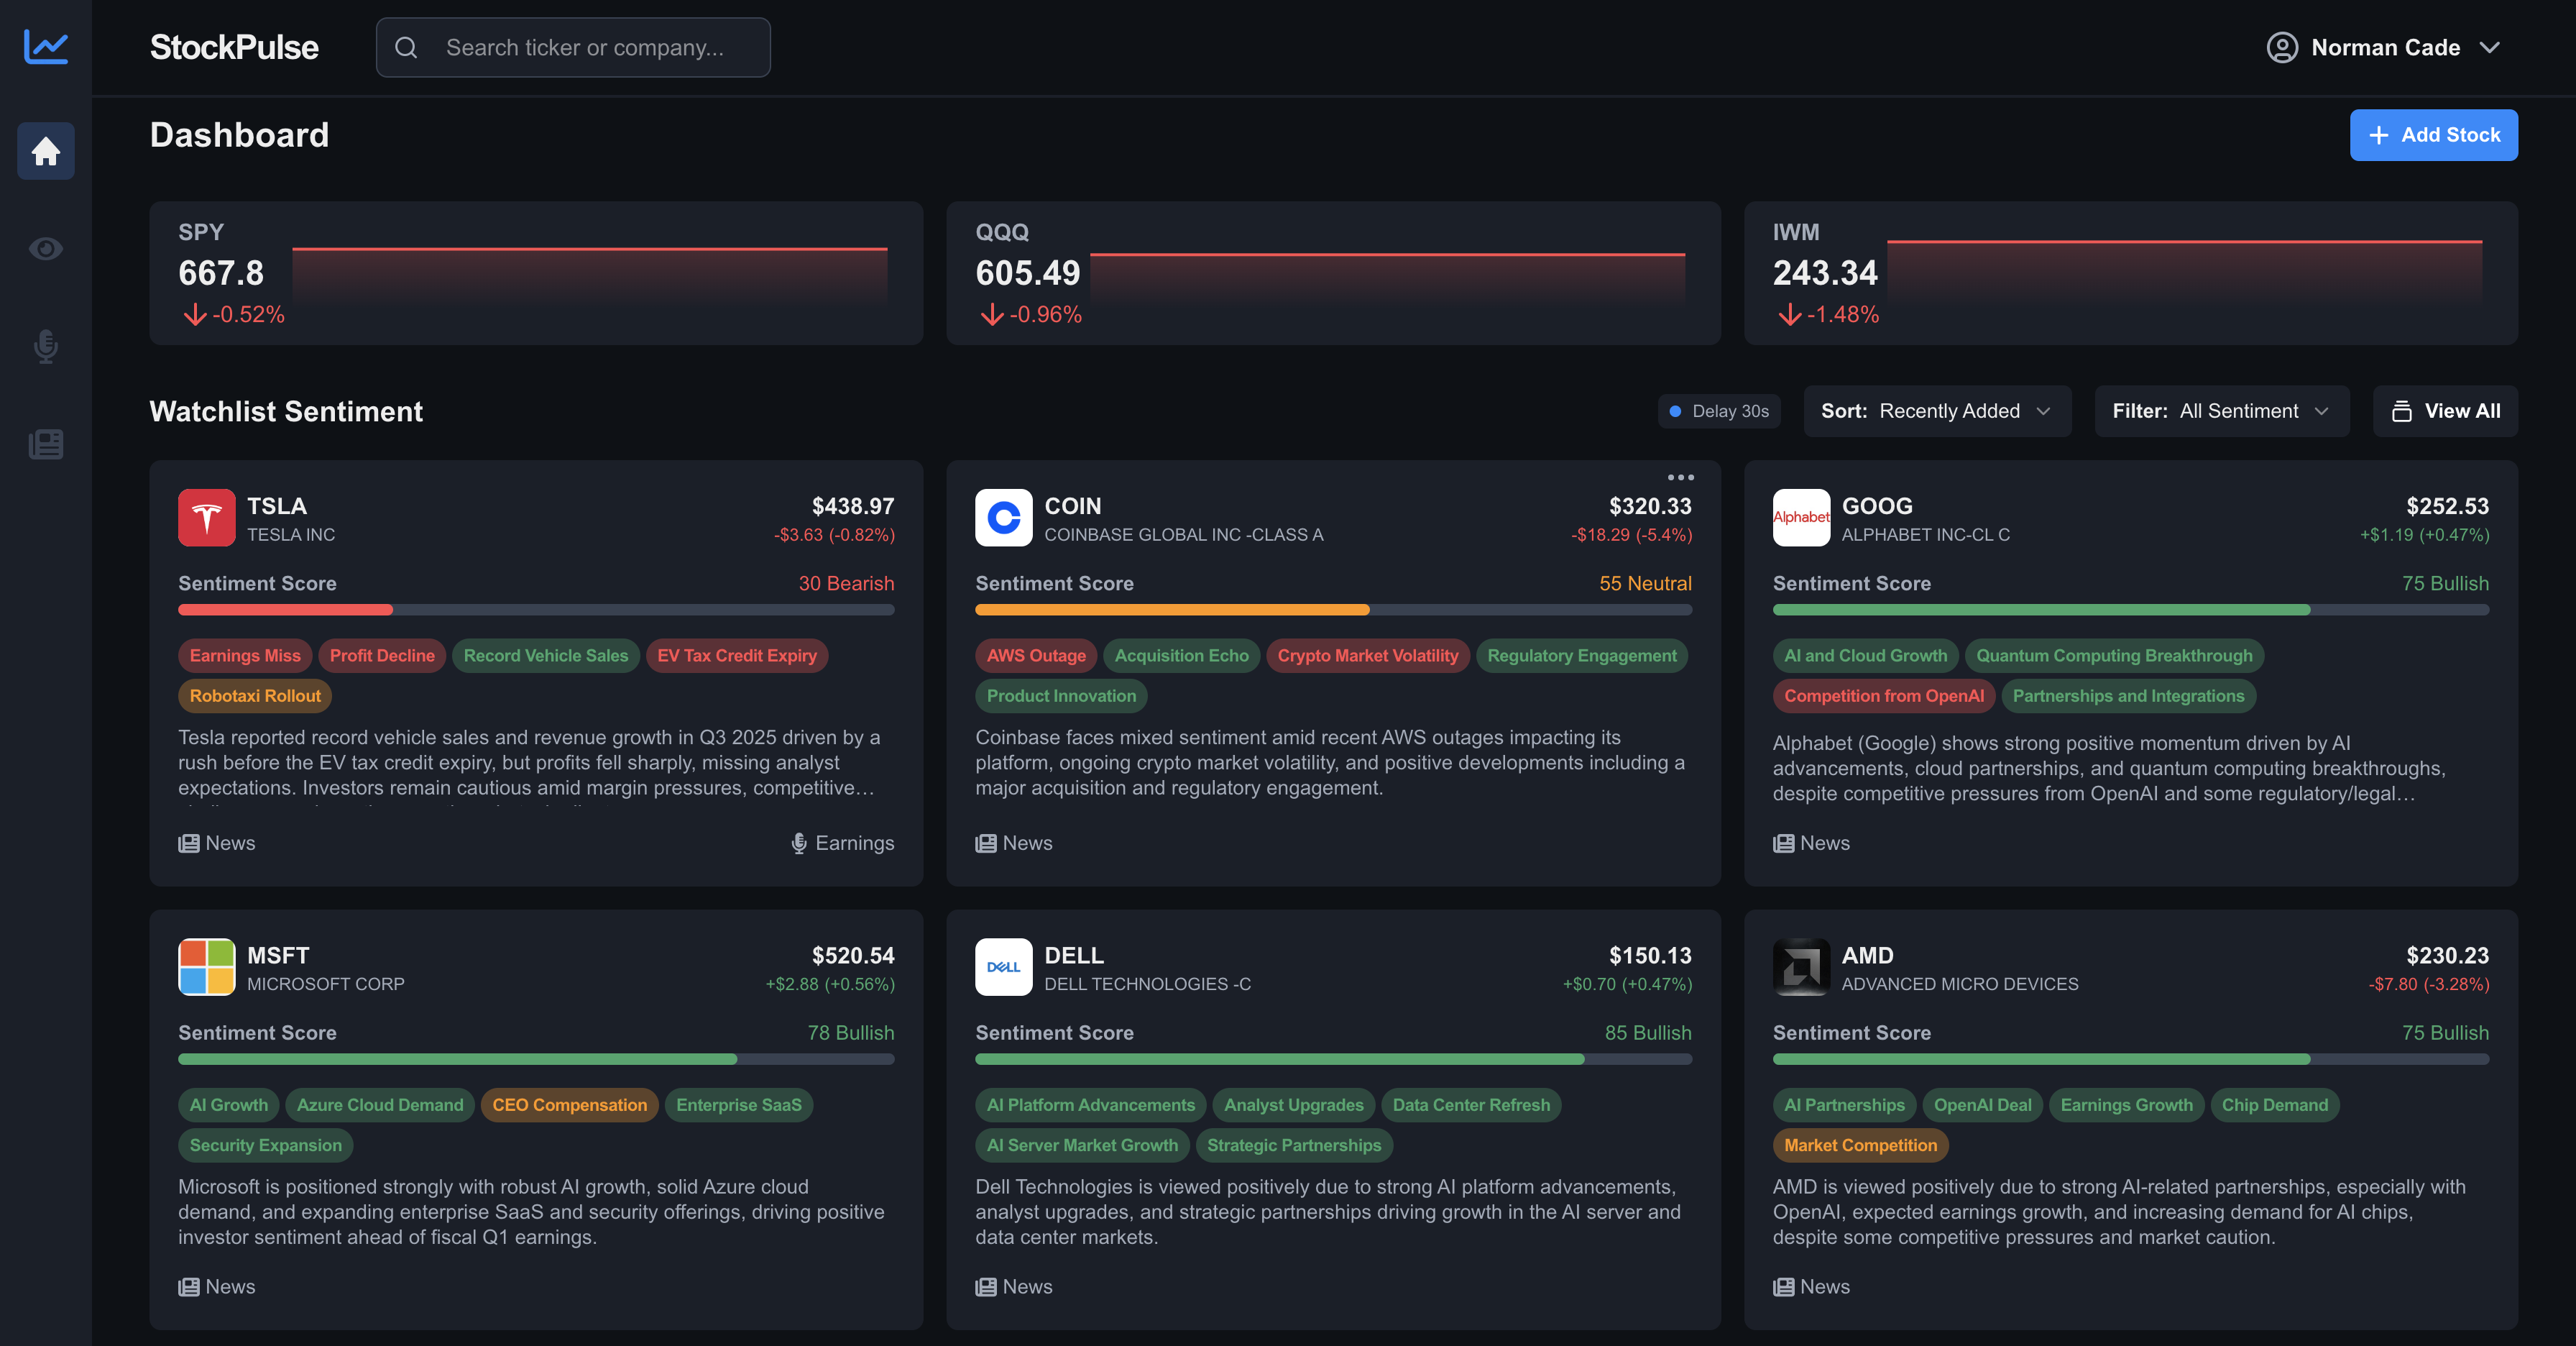 StockPulse
Search ticker or company...
Norman Cade
Dashboard
Add Stock
SPY
667.8
-0.52%
QQQ
605.49
-0.96%
IWM
243.34
-1.48%
Watchlist Sentiment
Delay 30s
Sort: Recently Added
Filter: All Sentiment
View All
TSLA
TESLA INC
$438.97
-$3.63 (-0.82%)
Sentiment Score
30 Bearish
Earnings Miss
Profit Decline
Record Vehicle Sales
EV Tax Credit Expiry
Robotaxi Rollout
Tesla reported record vehicle sales and revenue growth in Q3 2025 driven by a
rush before the EV tax credit expiry, but profits fell sharply, missing analyst
expectations. Investors remain cautious amid margin pressures, competitive…
News
Earnings
COIN
COINBASE GLOBAL INC -CLASS A
$320.33
-$18.29 (-5.4%)
Sentiment Score
55 Neutral
AWS Outage
Acquisition Echo
Crypto Market Volatility
Regulatory Engagement
Product Innovation
Coinbase faces mixed sentiment amid recent AWS outages impacting its
platform, ongoing crypto market volatility, and positive developments including a
major acquisition and regulatory engagement.
News
Alphabet
GOOG
ALPHABET INC-CL C
$252.53
+$1.19 (+0.47%)
Sentiment Score
75 Bullish
AI and Cloud Growth
Quantum Computing Breakthrough
Competition from OpenAI
Partnerships and Integrations
Alphabet (Google) shows strong positive momentum driven by AI
advancements, cloud partnerships, and quantum computing breakthroughs,
despite competitive pressures from OpenAI and some regulatory/legal…
News
MSFT
MICROSOFT CORP
$520.54
+$2.88 (+0.56%)
Sentiment Score
78 Bullish
AI Growth
Azure Cloud Demand
CEO Compensation
Enterprise SaaS
Security Expansion
Microsoft is positioned strongly with robust AI growth, solid Azure cloud
demand, and expanding enterprise SaaS and security offerings, driving positive
investor sentiment ahead of fiscal Q1 earnings.
News
DELL
DELL
DELL TECHNOLOGIES -C
$150.13
+$0.70 (+0.47%)
Sentiment Score
85 Bullish
AI Platform Advancements
Analyst Upgrades
Data Center Refresh
AI Server Market Growth
Strategic Partnerships
Dell Technologies is viewed positively due to strong AI platform advancements,
analyst upgrades, and strategic partnerships driving growth in the AI server and
data center markets.
News
AMD
ADVANCED MICRO DEVICES
$230.23
-$7.80 (-3.28%)
Sentiment Score
75 Bullish
AI Partnerships
OpenAI Deal
Earnings Growth
Chip Demand
Market Competition
AMD is viewed positively due to strong AI-related partnerships, especially with
OpenAI, expected earnings growth, and increasing demand for AI chips,
despite some competitive pressures and market caution.
News